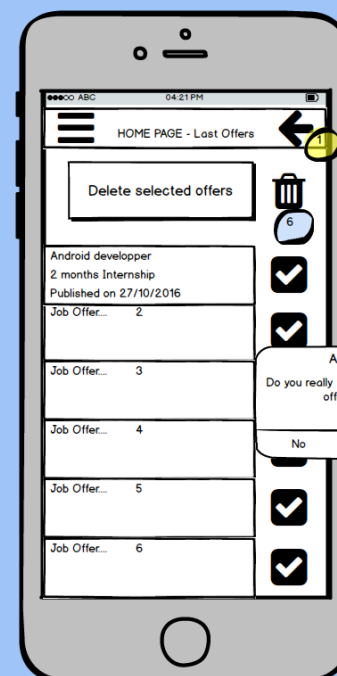 ABC 04:21 PM
HOME PAGE - Last Offers
1
Delete selected offers
6
Android developper
2 months Internship
Published on 27/10/2016
Job Offer.... 2
Job Offer.... 3
A
Do you really
off
No
Job Offer.... 4
Job Offer.... 5
Job Offer.... 6